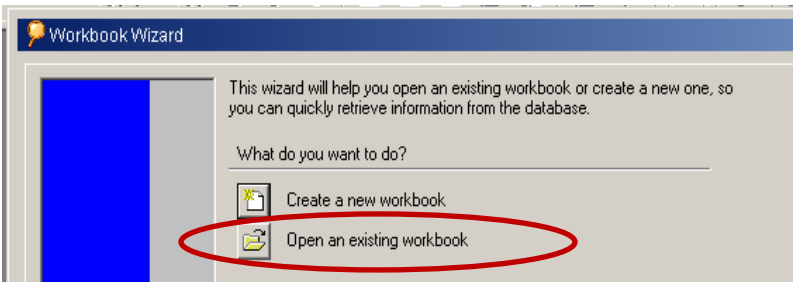 Workbook Wizard
This wizard will help you open an existing workbook or create a new one, so
you can quickly retrieve information from the database.
What do you want to do?
Create a new workbook
Open an existing workbook